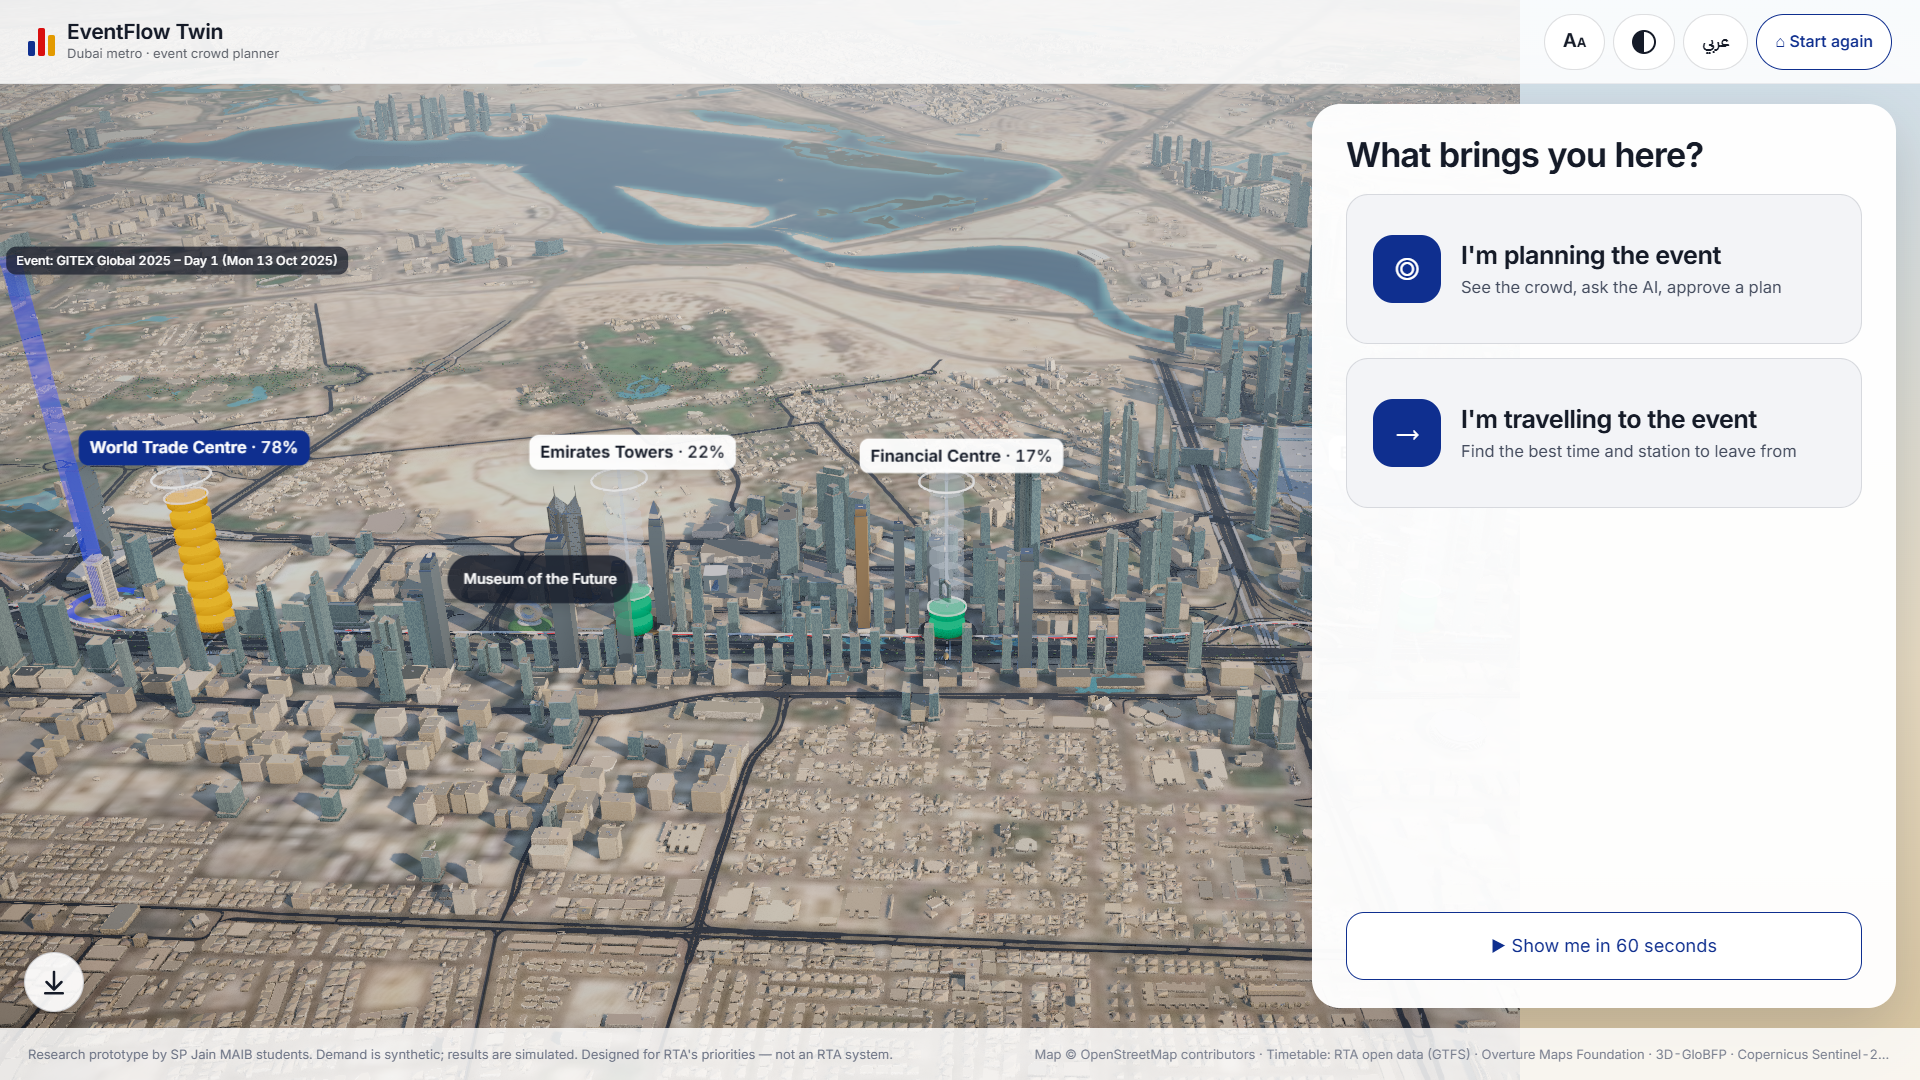 EventFlow Twin
Dubai metro · event crowd planner
AA
عربي
⌂ Start again
What brings you here?
I'm planning the event
See the crowd, ask the AI, approve a plan
I'm travelling to the event
Find the best time and station to leave from
▶ Show me in 60 seconds
Event: GITEX Global 2025 – Day 1 (Mon 13 Oct 2025)
World Trade Centre · 78%
Emirates Towers · 22%
Financial Centre · 17%
Museum of the Future
Research prototype by SP Jain MAIB students. Demand is synthetic; results are simulated. Designed for RTA's priorities — not an RTA system.
Map © OpenStreetMap contributors · Timetable: RTA open data (GTFS) · Overture Maps Foundation · 3D-GloBFP · Copernicus Sentinel-2...